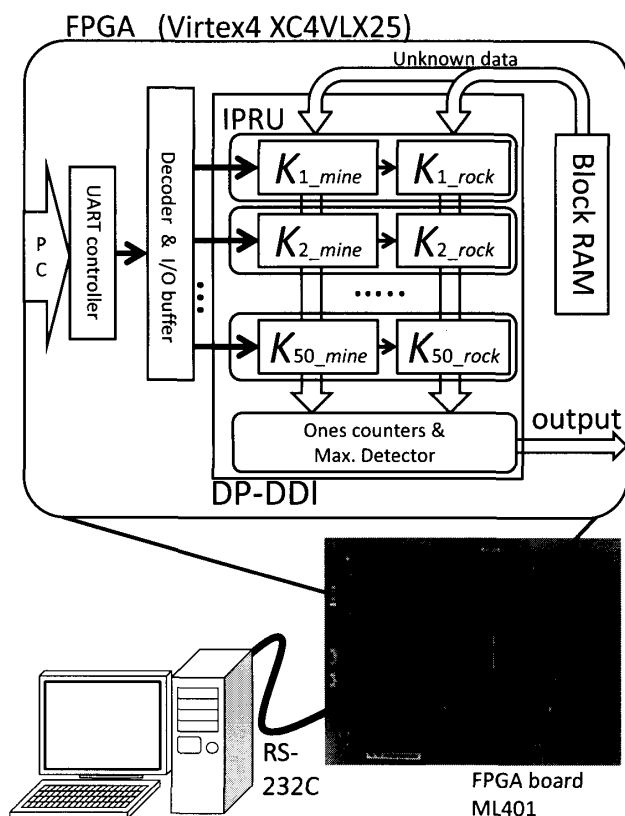 FPGA (Virtex4 XC4VLX25)
Unknown data
IPRU
K1_mine
K1_rock
K2_mine
K2_rock
.....
K50_mine
K50_rock
PC
UART controller
Decoder & I/O buffer
Block RAM
Ones counters &
Max. Detector
output
DP-DDI
RS-
232C
FPGA board
ML401